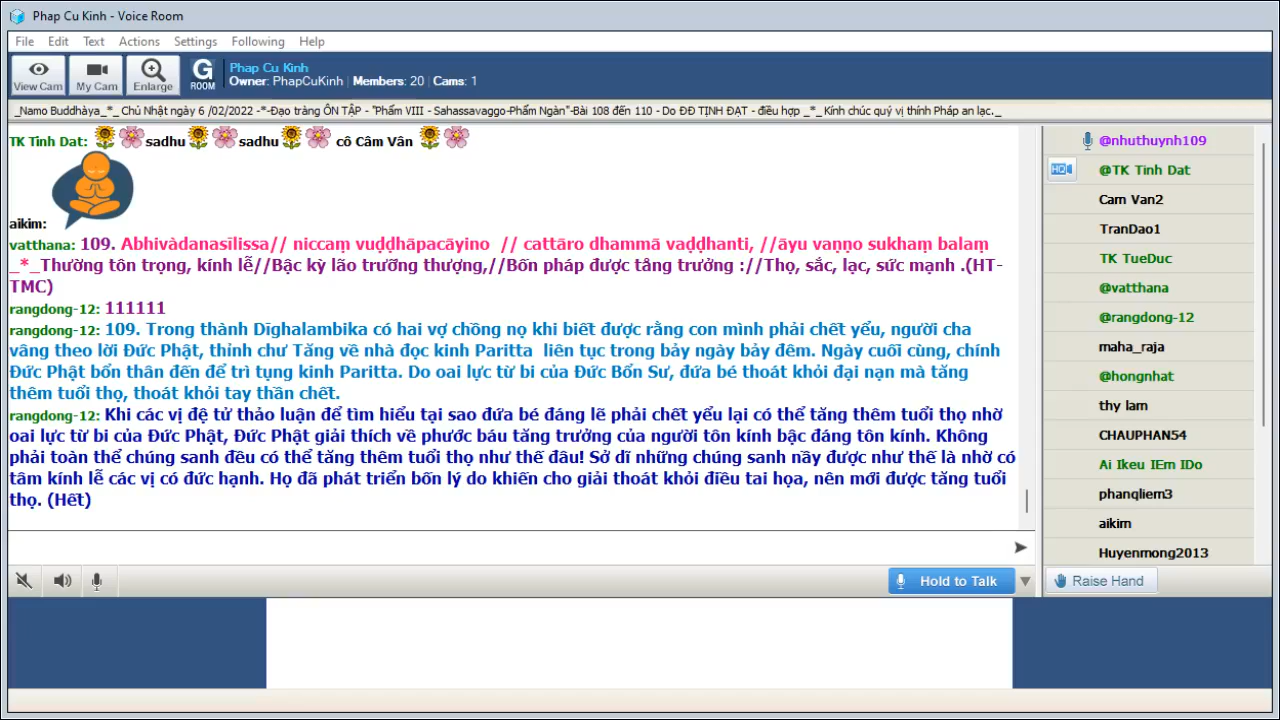 Phap Cu Kinh - Voice Room
File Edit Text Actions Settings Following Help
View Cam My Cam Enlarge G ROOM
Phap Cu Kinh
Owner: PhapCuKinh | Members: 20 | Cams: 1
_Namo Buddhàya_*_ Chủ Nhật ngày 6 /02/2022 -*-Đạo tràng ÔN TẬP - "Phẩm VIII - Sahassavaggo-Phẩm Ngàn"-Bài 108 đến 110 - Do ĐĐ TỊNH ĐẠT - điều hợp _*_ Kính chúc quý vị thính Pháp an lạc._
TK Tinh Dat: sadhu sadhu cô Câm Vân
aikim:
vatthana: 109. Abhivàdanasīlissa// niccaṃ vuḍḍhāpacāyino // cattāro dhammā vaḍḍhanti, //āyu vaṇṇo sukhaṃ balaṃ
_*_Thường tôn trọng, kính lễ//Bậc kỳ lão trưỡng thượng,//Bốn pháp được tăng trưởng ://Thọ, sắc, lạc, sức mạnh .(HT-
TMC)
rangdong-12: 111111
rangdong-12: 109. Trong thành Dīghalambika có hai vợ chồng nọ khi biết được rằng con mình phải chết yểu, người cha
vâng theo lời Đức Phật, thỉnh chư Tăng về nhà đọc kinh Paritta liên tục trong bảy ngày bảy đêm. Ngày cuối cùng, chính
Đức Phật bổn thân đến để trì tụng kinh Paritta. Do oai lực từ bi của Đức Bổn Sư, đứa bé thoát khỏi đại nạn mà tăng
thêm tuổi thọ, thoát khỏi tay thần chết.
rangdong-12: Khi các vị đệ tử thảo luận để tìm hiểu tại sao đứa bé đáng lẽ phải chết yểu lại có thể tăng thêm tuổi thọ nhờ
oai lực từ bi của Đức Phật, Đức Phật giải thích về phước báu tăng trưởng của người tôn kính bậc đáng tôn kính. Không
phải toàn thể chúng sanh đều có thể tăng thêm tuổi thọ như thế đâu! Sở dĩ những chúng sanh nầy được như thế là nhờ có
tâm kính lễ các vị có đức hạnh. Họ đã phát triển bốn lý do khiến cho giải thoát khỏi điều tai họa, nên mới được tăng tuổi
thọ. (Hết)
@nhuthuynh109
HD @TK Tinh Dat
Cam Van2
TranDao1
TK TueDuc
@vatthana
@rangdong-12
maha_raja
@hongnhat
thy lam
CHAUPHAN54
Ai Ikeu IEm IDo
phanqliem3
aikim
Huyenmong2013
Hold to Talk Raise Hand